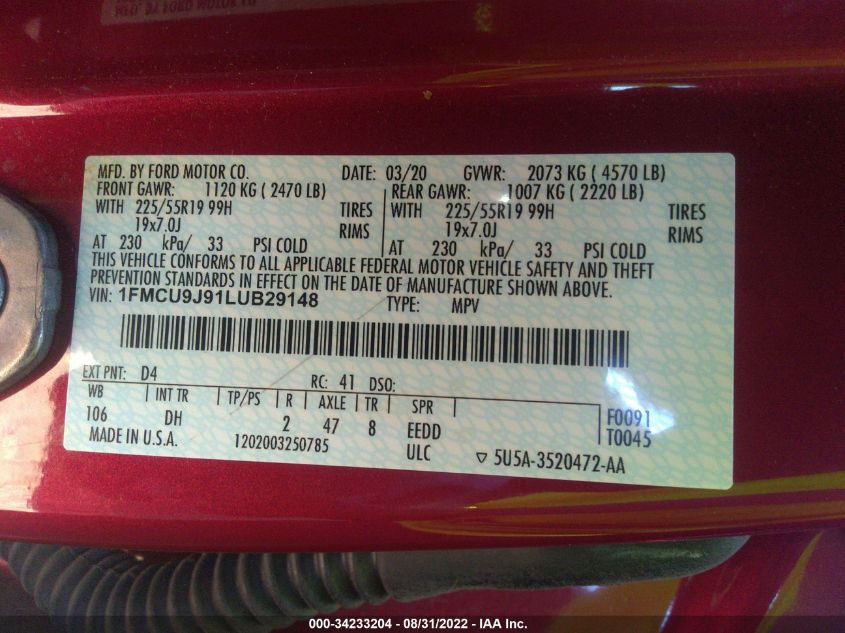 MFD. BY FORD MOTOR CO
MFD. BY FORD MOTOR CO. DATE: 03/20 GVWR: 2073 KG ( 4570 LB)
FRONT GAWR: 1120 KG ( 2470 LB) REAR GAWR: 1007 KG ( 2220 LB)
WITH 225/55R19 99H TIRES WITH 225/55R19 99H TIRES
19x7.0J RIMS 19x7.0J RIMS
AT 230 kPa/ 33 PSI COLD AT 230 kPa/ 33 PSI COLD
THIS VEHICLE CONFORMS TO ALL APPLICABLE FEDERAL MOTOR VEHICLE SAFETY AND THEFT
PREVENTION STANDARDS IN EFFECT ON THE DATE OF MANUFACTURE SHOWN ABOVE.
VIN: 1FMCU9J91LUB29148 TYPE: MPV
EXT PNT: D4 RC: 41 DSO:
WB INT TR TP/PS R AXLE TR SPR
106 DH 2 47 8 EEDD F0091
MADE IN U.S.A. 1202003250785 ULC T0045
▽ 5U5A-3520472-AA
000-34233204 - 08/31/2022 - IAA Inc.